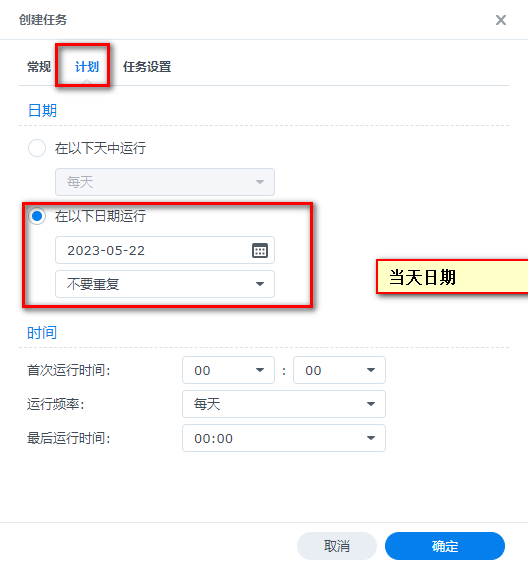 创建任务
常规 计划 任务设置
日期
在以下天中运行
每天
在以下日期运行
2023-05-22
不要重复
当天日期
时间
首次运行时间: 00 : 00
运行频率: 每天
最后运行时间: 00:00
取消 确定